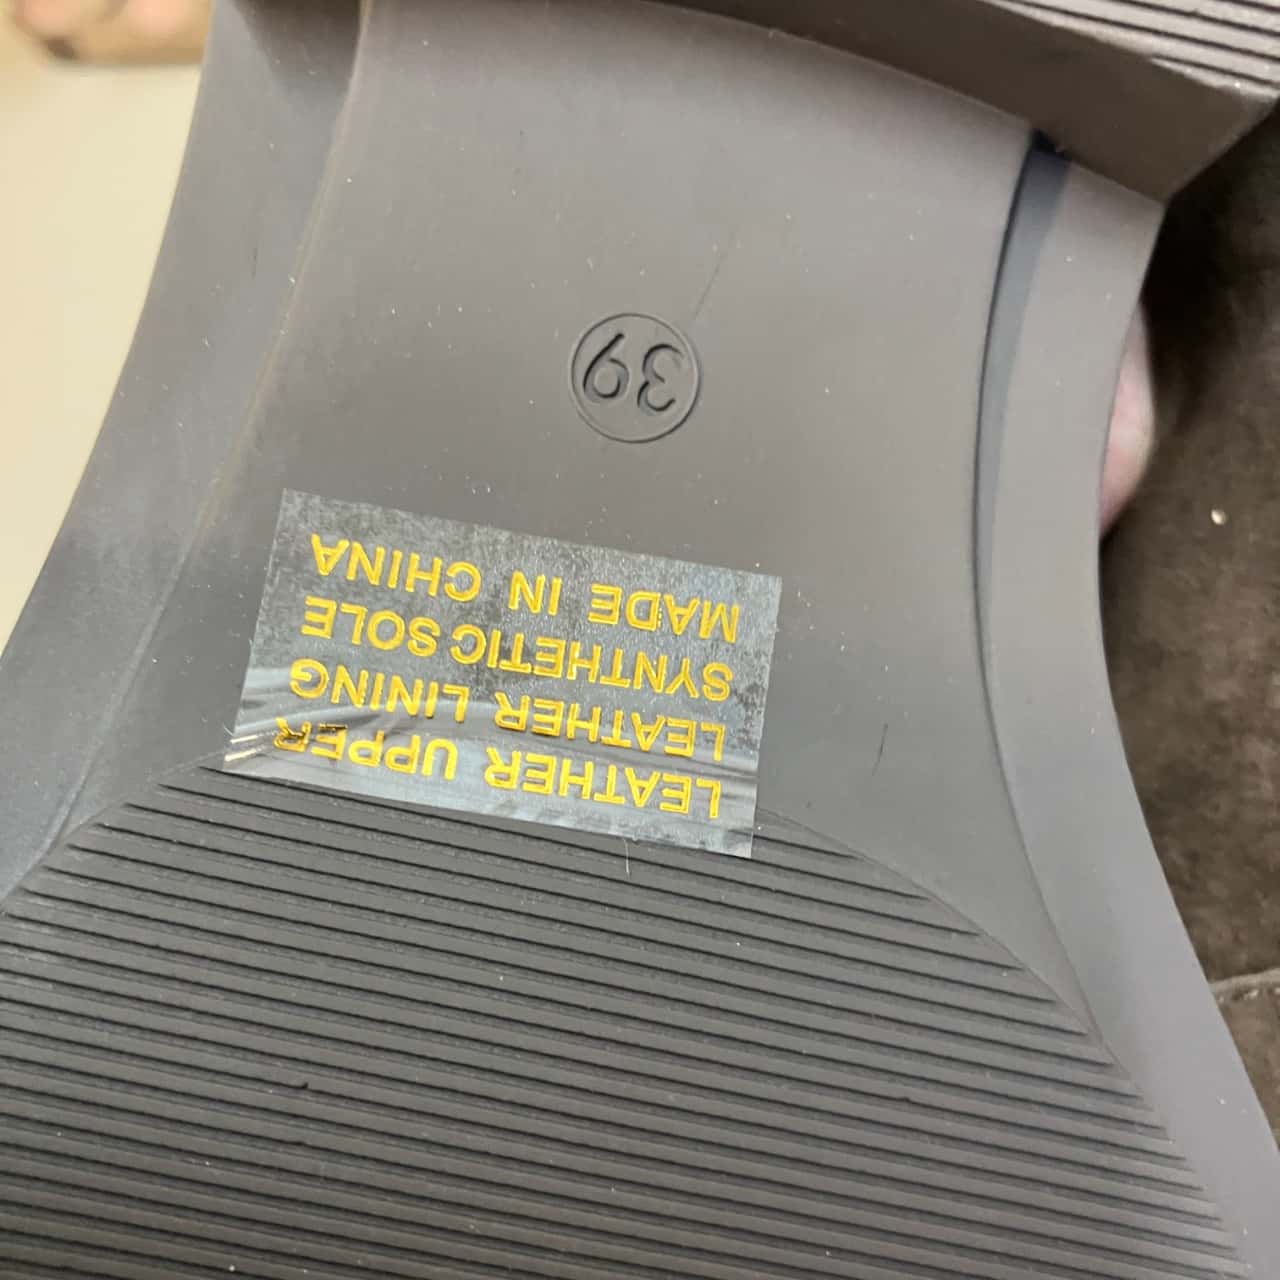 39
LEATHER UPPER
LEATHER LINING
SYNTHETIC SOLE
MADE IN CHINA